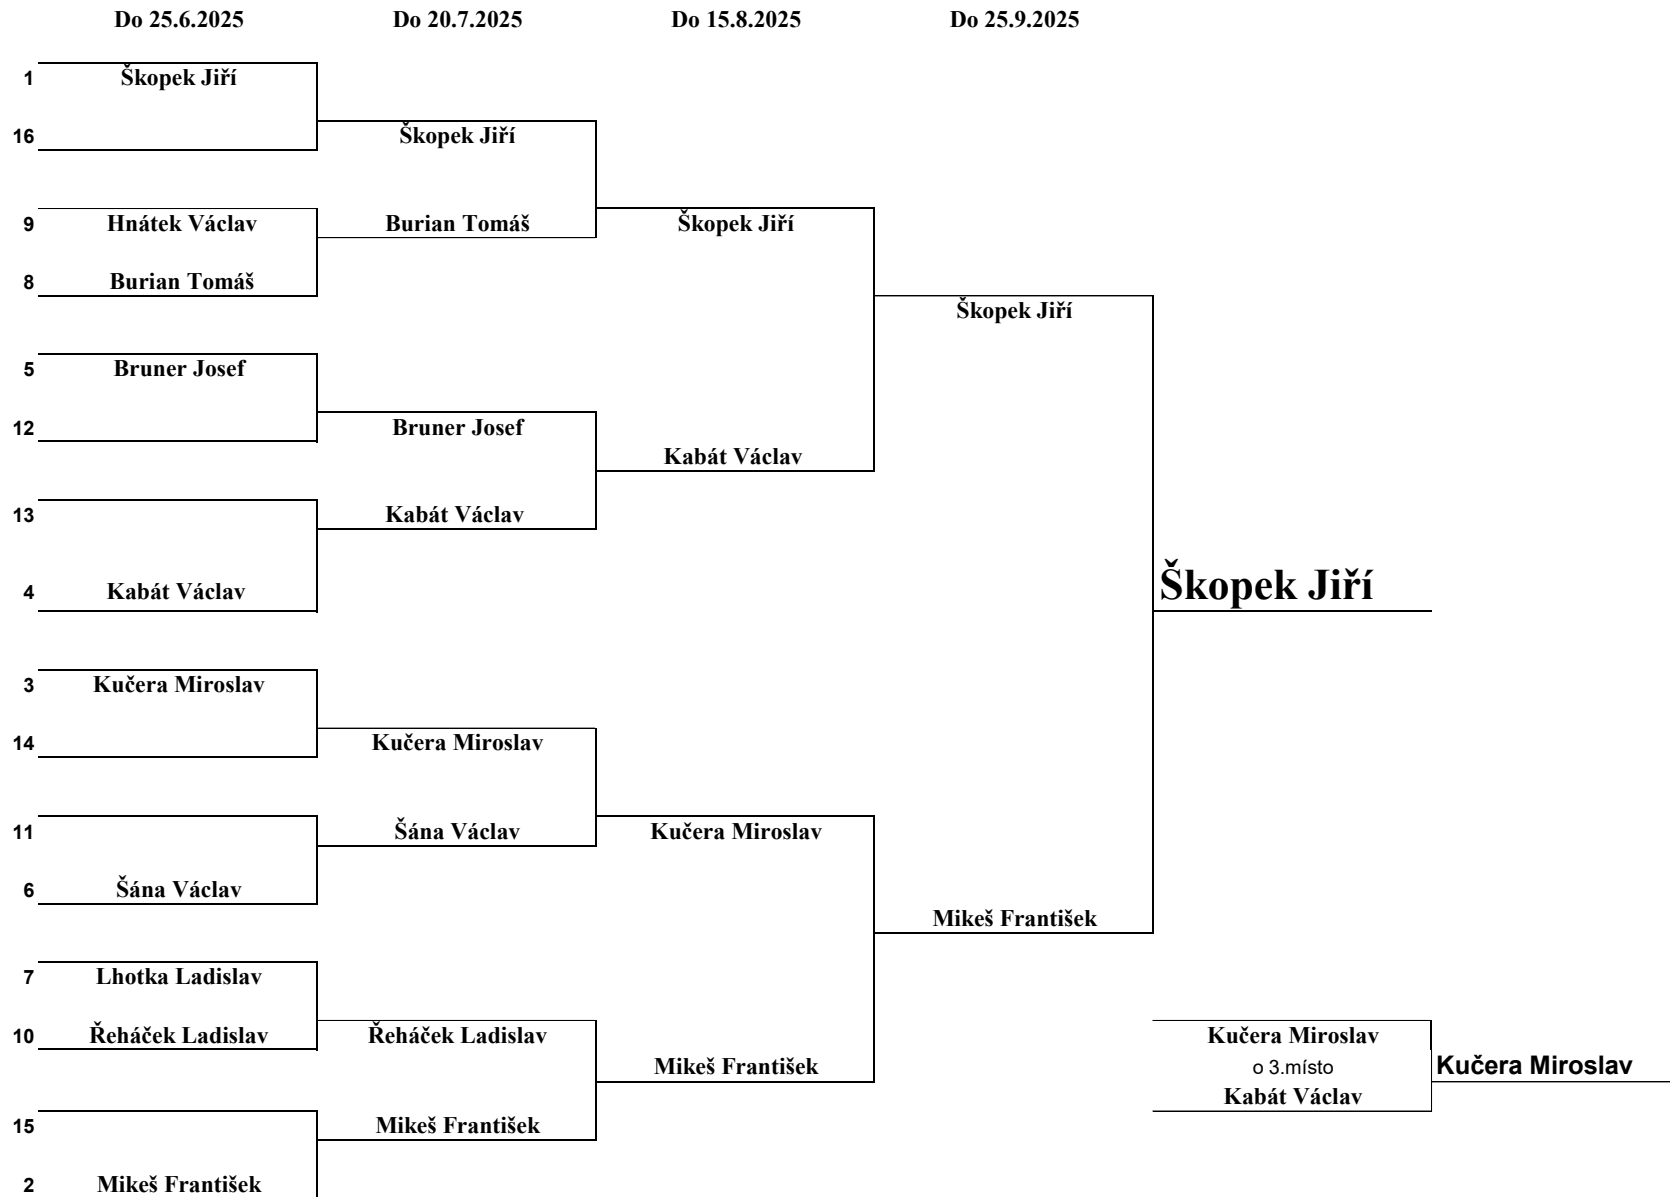 Do 25.6.2025 Do 20.7.2025 Do 15.8.2025 Do 25.9.2025
1 Škopek Jiří
16 Škopek Jiří
9 Hnátek Václav Burian Tomáš Škopek Jiří
8 Burian Tomáš
Škopek Jiří
5 Bruner Josef
12 Bruner Josef
Kabát Václav
13 Kabát Václav
4 Kabát Václav Škopek Jiří
3 Kučera Miroslav
14 Kučera Miroslav
11 Šána Václav Kučera Miroslav
6 Šána Václav
Mikeš František
7 Lhotka Ladislav
10 Řeháček Ladislav Řeháček Ladislav Kučera Miroslav
Mikeš František o 3.místo Kučera Miroslav
Kabát Václav
15 Mikeš František
2 Mikeš František